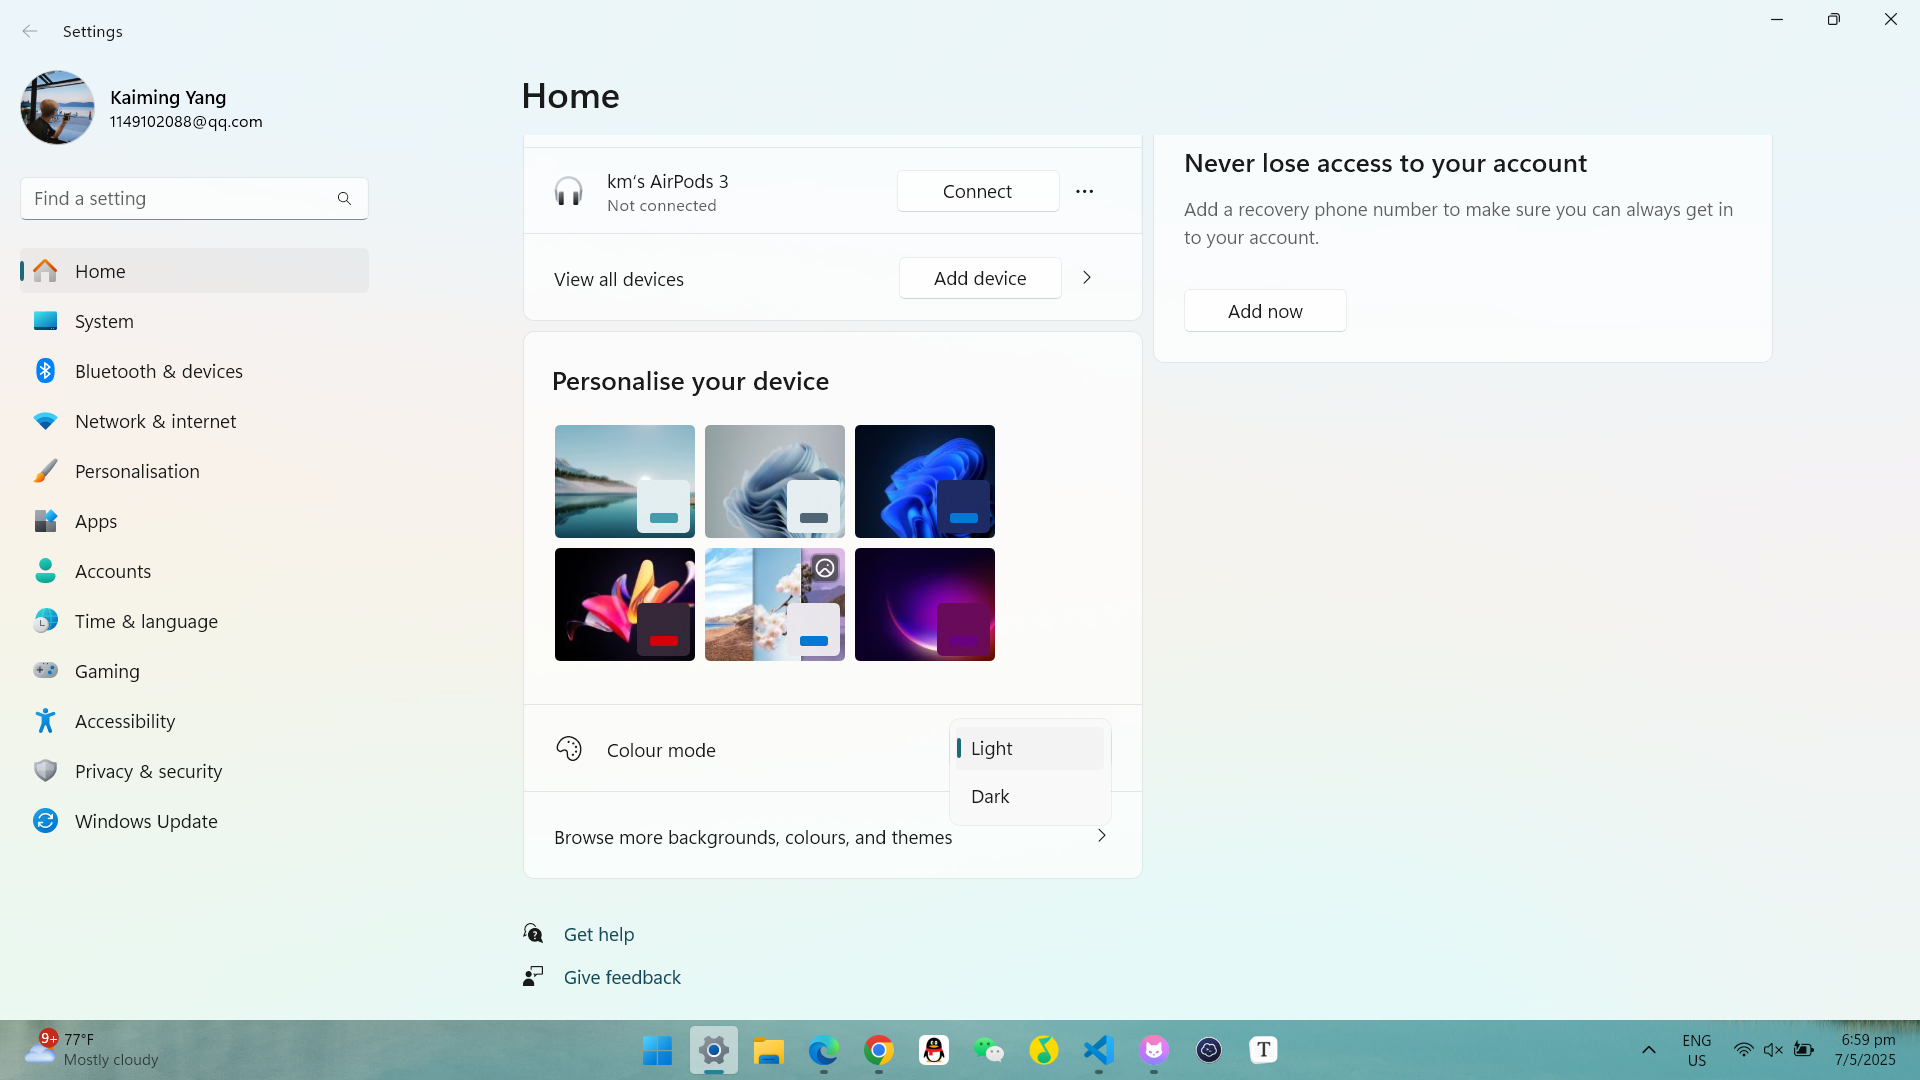 Settings
Kaiming Yang
1149102088@qq.com
Find a setting
Home
System
Bluetooth & devices
Network & internet
Personalisation
Apps
Accounts
Time & language
Gaming
Accessibility
Privacy & security
Windows Update
Home
km‘s AirPods 3
Not connected
Connect
View all devices
Add device
Personalise your device
Colour mode
Light
Dark
Browse more backgrounds, colours, and themes
Get help
Give feedback
Never lose access to your account
Add a recovery phone number to make sure you can always get in
to your account.
Add now
9+
77°F
Mostly cloudy
T
ENG
US
6:59 pm
7/5/2025